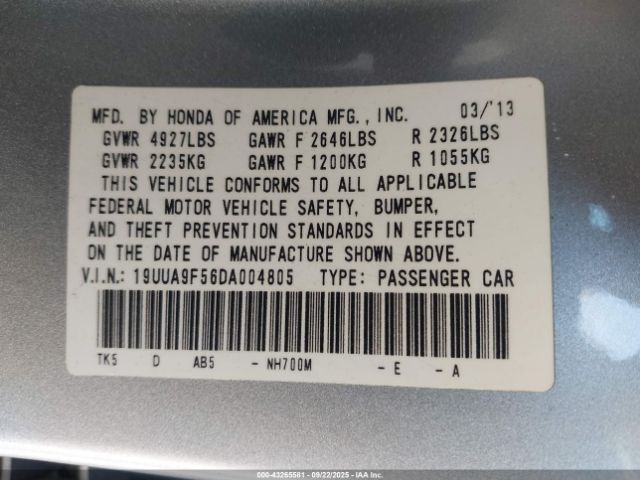 MFD. BY HONDA OF AMERICA MFG., INC. 03/'13
GVWR 4927LBS GAWR F 2646LBS R 2326LBS
GVWR 2235KG GAWR F 1200KG R 1055KG
THIS VEHICLE CONFORMS TO ALL APPLICABLE
FEDERAL MOTOR VEHICLE SAFETY, BUMPER,
AND THEFT PREVENTION STANDARDS IN EFFECT
ON THE DATE OF MANUFACTURE SHOWN ABOVE.
V.I.N.: 19UUA9F56DA004805 TYPE: PASSENGER CAR
TK5 D AB5 - NH700M - E - A
000-43265561 | 09/22/2025 | IAA Inc.